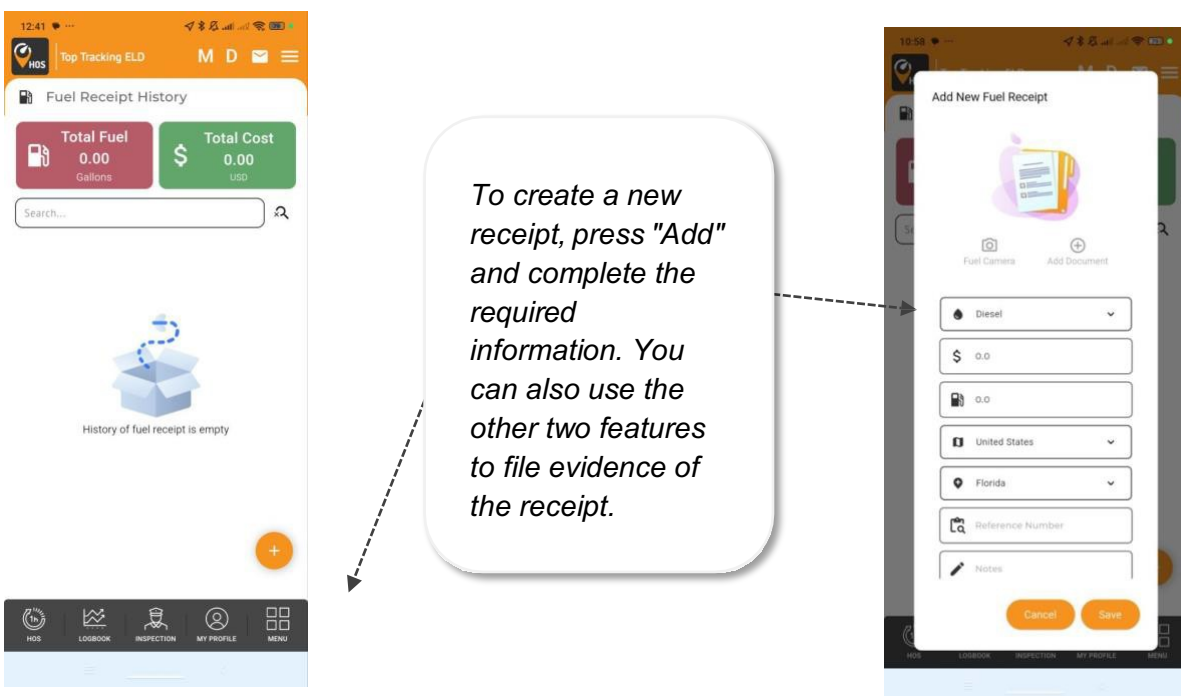 12:41
HOS
Top Tracking ELD
M D
Fuel Receipt History
Total Fuel
0.00
Gallons
$
Total Cost
0.00
USD
Search...
History of fuel receipt is empty
+
1h
HOS
LOGBOOK
INSPECTION
MY PROFILE
MENU
To create a new
receipt, press "Add"
and complete the
required
information. You
can also use the
other two features
to file evidence of
the receipt.
10:58
Add New Fuel Receipt
Fuel Camera
Add Document
Diesel
$ 0.0
0.0
United States
Florida
Reference Number
Notes
Cancel
Save
HOS
LOGBOOK
INSPECTION
MY PROFILE
MENU